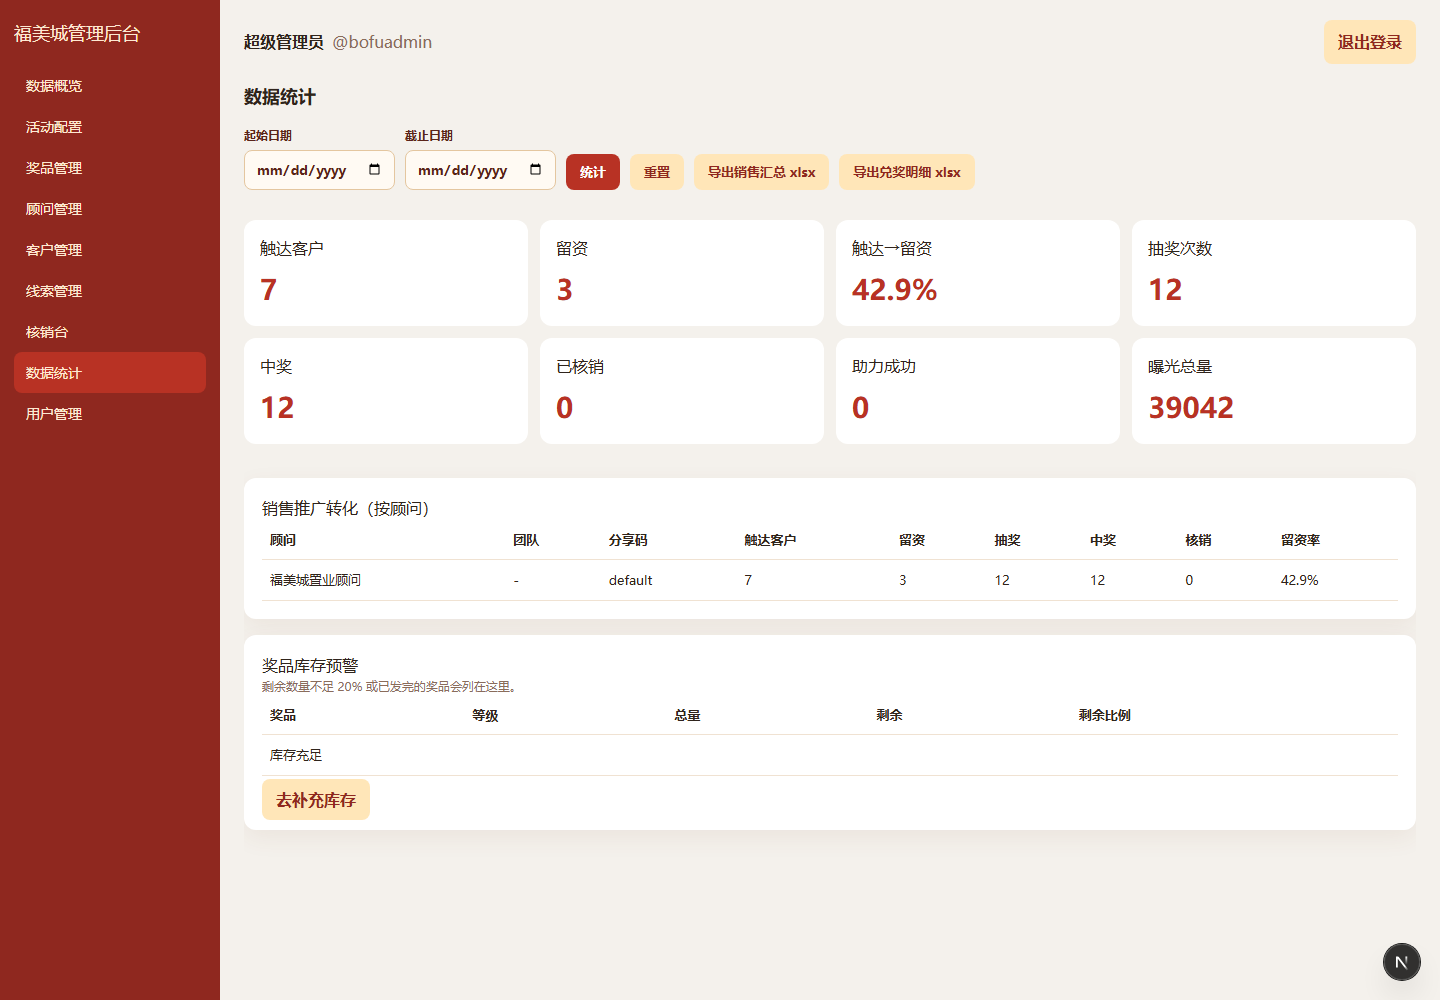 福美城管理后台
数据概览
活动配置
奖品管理
顾问管理
客户管理
线索管理
核销台
数据统计
用户管理
超级管理员 @bofuadmin
退出登录
数据统计
起始日期 截止日期
mm/dd/yyyy mm/dd/yyyy 统计 重置 导出销售汇总 xlsx 导出兑奖明细 xlsx
触达客户 留资 触达→留资 抽奖次数
7 3 42.9% 12
中奖 已核销 助力成功 曝光总量
12 0 0 39042
销售推广转化（按顾问）
顾问 团队 分享码 触达客户 留资 抽奖 中奖 核销 留资率
福美城置业顾问 - default 7 3 12 12 0 42.9%
奖品库存预警
剩余数量不足 20% 或已发完的奖品会列在这里。
奖品 等级 总量 剩余 剩余比例
库存充足
去补充库存
N